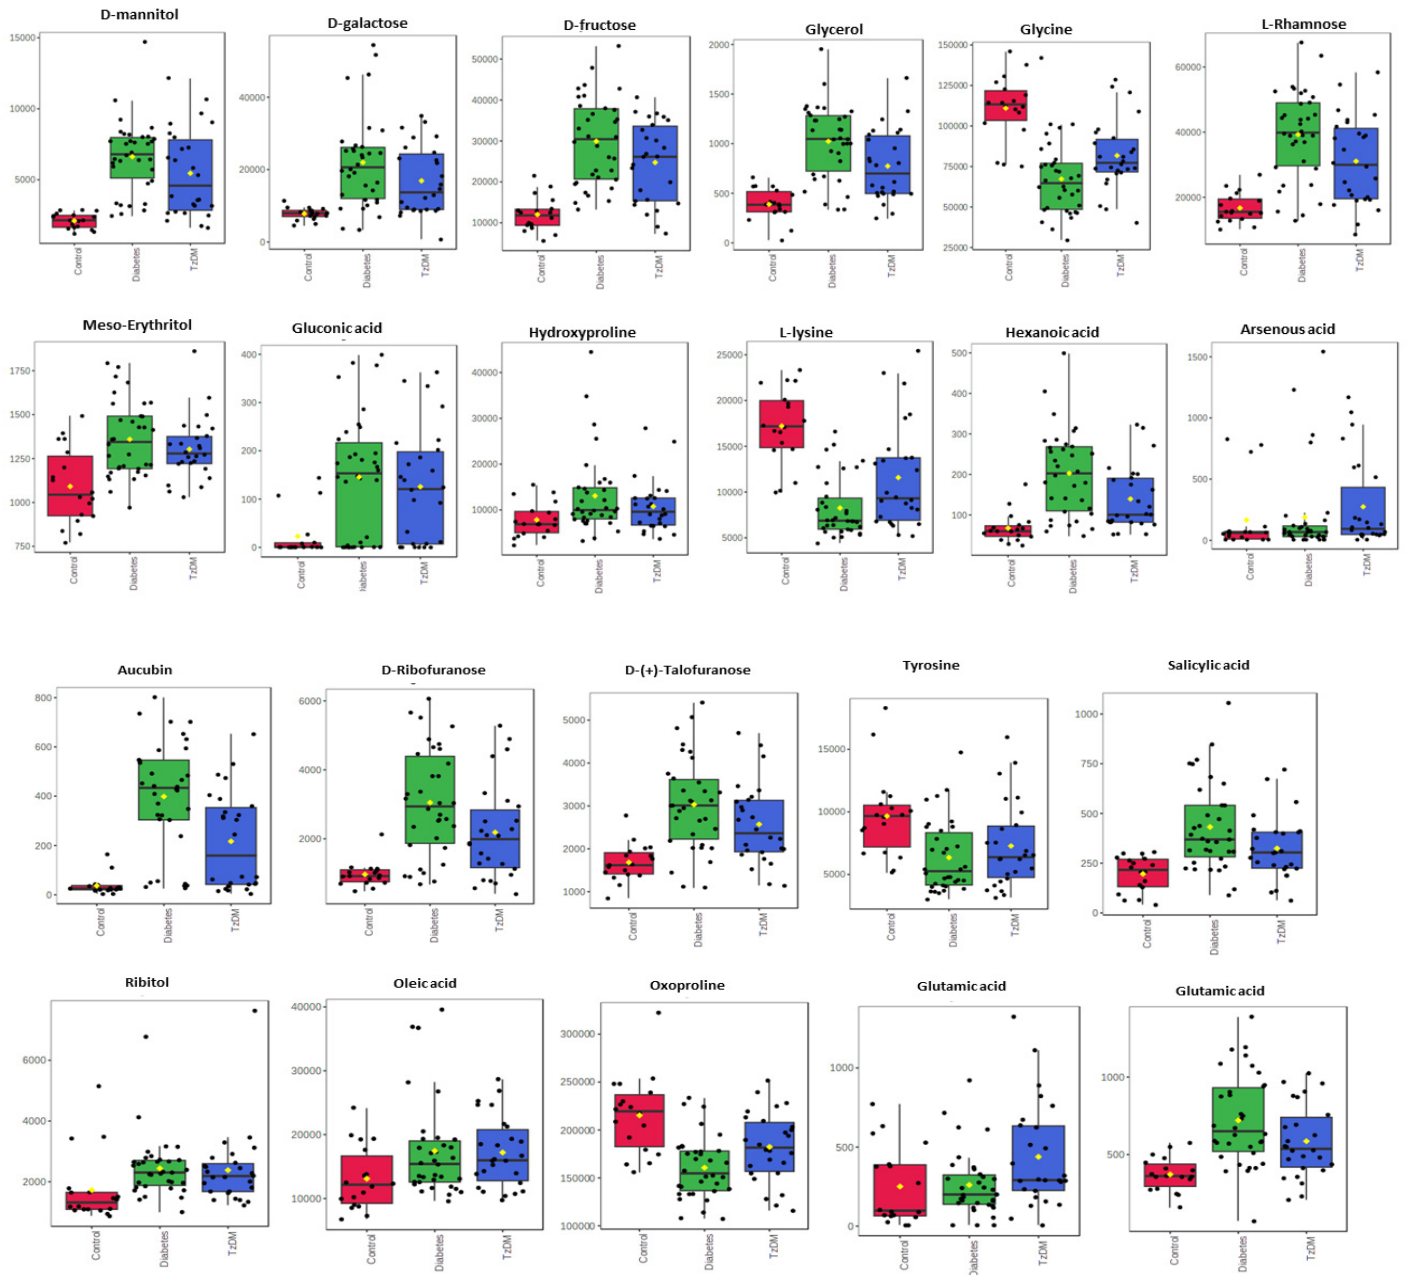 D-mannitol
15000
10000
5000
Control
Diabetes
TzDM
D-galactose
40000
20000
0
Control
Diabetes
TzDM
D-fructose
50000
40000
30000
20000
10000
Control
Diabetes
TzDM
Glycerol
2000
1500
1000
500
0
Control
Diabetes
TzDM
Glycine
150000
125000
100000
75000
50000
25000
Control
Diabetes
TzDM
L-Rhamnose
60000
40000
20000
Control
Diabetes
TzDM
Meso-Erythritol
1750
1500
1250
1000
750
Control
Diabetes
TzDM
Gluconic acid
400
300
200
100
0
Control
Nabetes
TzDM
Hydroxyproline
40000
30000
20000
10000
Control
Diabetes
TzDM
L-lysine
25000
20000
15000
10000
5000
Control
Diabetes
TzDM
Hexanoic acid
500
400
300
200
100
Control
Diabetes
TzDM
Arsenous acid
1500
1000
500
0
Control
Diabetes
TzDM
Aucubin
800
600
400
200
0
Control
Diabetes
TzDM
D-Ribofuranose
6000
4000
2000
Control
Diabetes
TzDM
D-(+)-Talofuranose
5000
4000
3000
2000
1000
Control
Diabetes
TzDM
Tyrosine
15000
10000
5000
Control
Diabetes
TzDM
Salicylic acid
1000
750
500
250
0
Control
Diabetes
TzDM
Ribitol
6000
4000
2000
Control
Diabetes
TzDM
Oleic acid
40000
30000
20000
10000
Control
Diabetes
TzDM
Oxoproline
300000
250000
200000
150000
100000
Control
Diabetes
TzDM
Glutamic acid
1000
500
0
Control
Diabetes
TzDM
Glutamic acid
1000
500
Control
Diabetes
TzDM